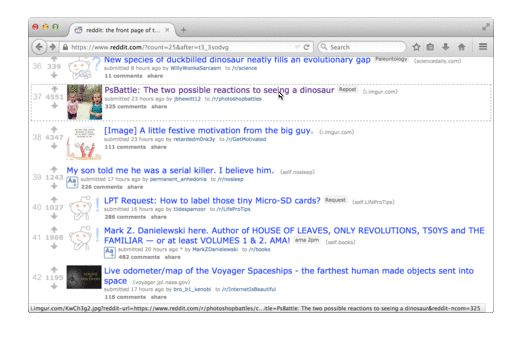 reddit: the front page of t...
https://www.reddit.com/?count=25&after=t3_3sodvg
Search
36 339 New species of duckbilled dinosaur neatly fills an evolutionary gap Paleontology (sciencedaily.com)
submitted 8 hours ago by WillyWonkaSarcasm to /r/science
11 comments share
37 4551 PsBattle: The two possible reactions to seeing a dinosaur Repost (i.imgur.com)
submitted 23 hours ago by jbhewitt12 to /r/photoshopbattles
325 comments share
38 4347 [Image] A little festive motivation from the big guy. (i.imgur.com)
submitted 23 hours ago by retardedm0nk3y to /r/GetMotivated
111 comments share
39 1243 My son told me he was a serial killer. I believe him. (self.nosleep)
Aa submitted 17 hours ago by permanent_anhedonia to /r/nosleep
226 comments share
40 1027 LPT Request: How to label those tiny Micro-SD cards? Request (self.LifeProTips)
submitted 16 hours ago by tildespamzor to /r/LifeProTips
286 comments share
41 1968 Mark Z. Danielewski here. Author of HOUSE OF LEAVES, ONLY REVOLUTIONS, T50YS and THE
FAMILIAR — or at least VOLUMES 1 & 2. AMA! ama 2pm (self.books)
Aa submitted 20 hours ago * by MarkZDanielewski to /r/books
482 comments share
42 1195 Live odometer/map of the Voyager Spaceships - the farthest human made objects sent into
space (voyager.jpl.nasa.gov)
submitted 17 hours ago by bro_b1_kenobi to /r/InternetIsBeautiful
116 comments share
i.imgur.com/KwCh3g2.jpg?reddit-url=https://www.reddit.com/r/photoshopbattles/c...itle=PsBattle: The two possible reactions to seeing a dinosaur&reddit-ncom=325